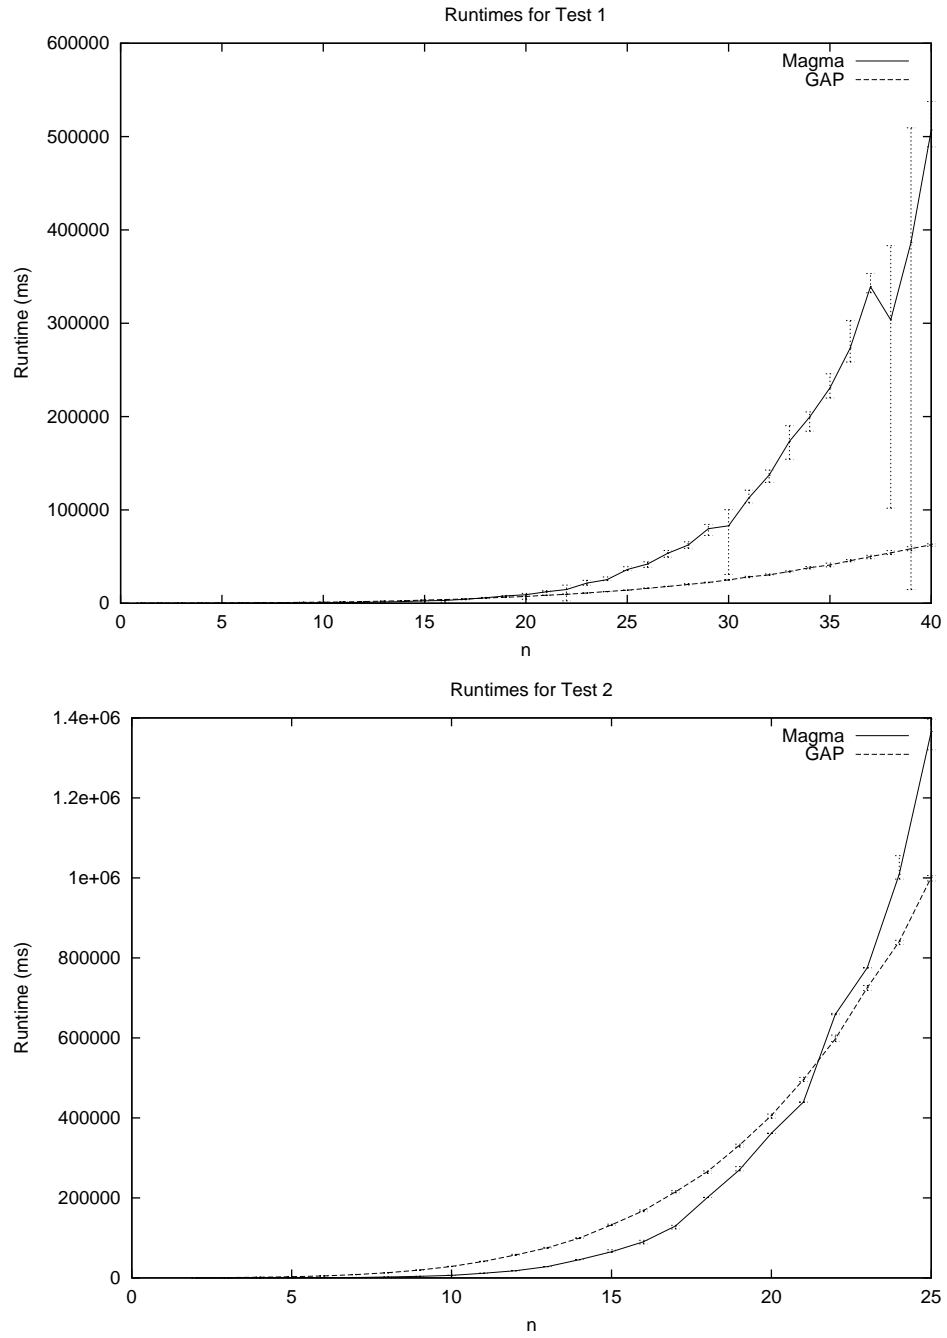 Runtimes for Test 1
600000
500000
400000
300000
200000
100000
0
Runtime (ms)
Magma
GAP
0 5 10 15 20 25 30 35 40
n
Runtimes for Test 2
1.4e+06
1.2e+06
1e+06
800000
600000
400000
200000
0
Runtime (ms)
Magma
GAP
0 5 10 15 20 25
n